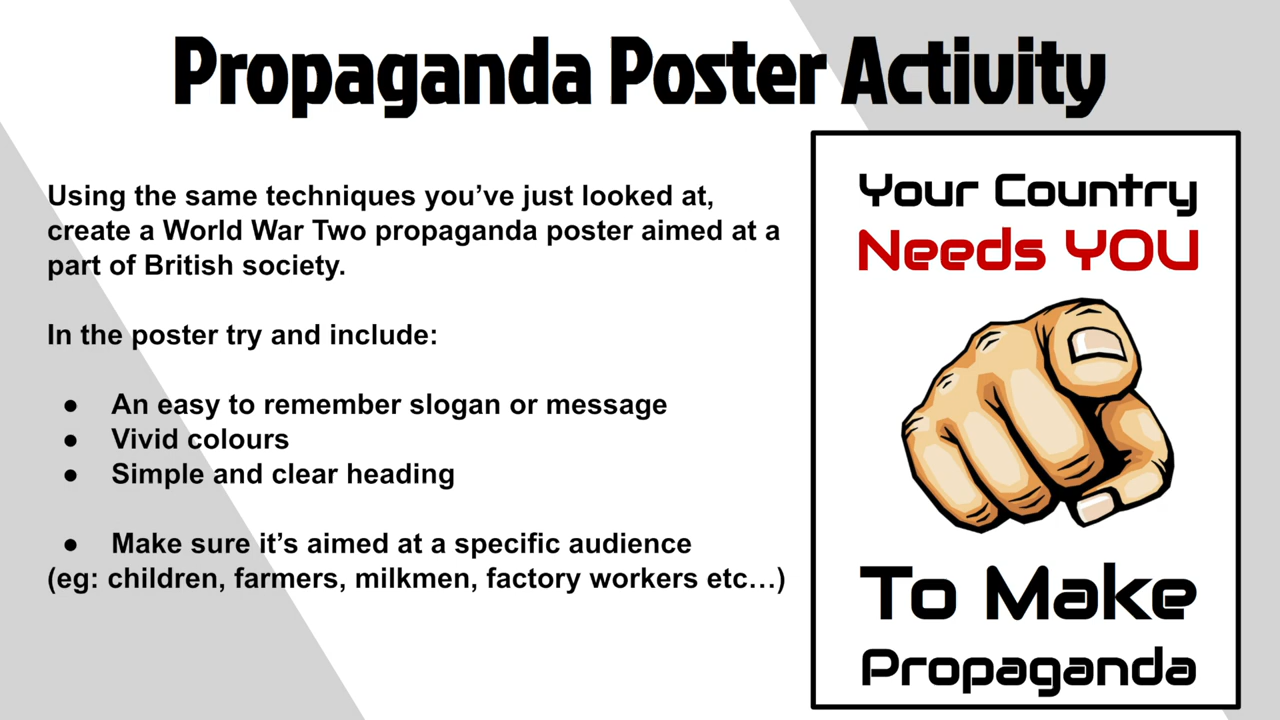 Propaganda Poster Activity
Using the same techniques you’ve just looked at,
create a World War Two propaganda poster aimed at a
part of British society.
In the poster try and include:
● An easy to remember slogan or message
● Vivid colours
● Simple and clear heading
● Make sure it’s aimed at a specific audience
(eg: children, farmers, milkmen, factory workers etc…)
Your Country
Needs YOU
To Make
Propaganda